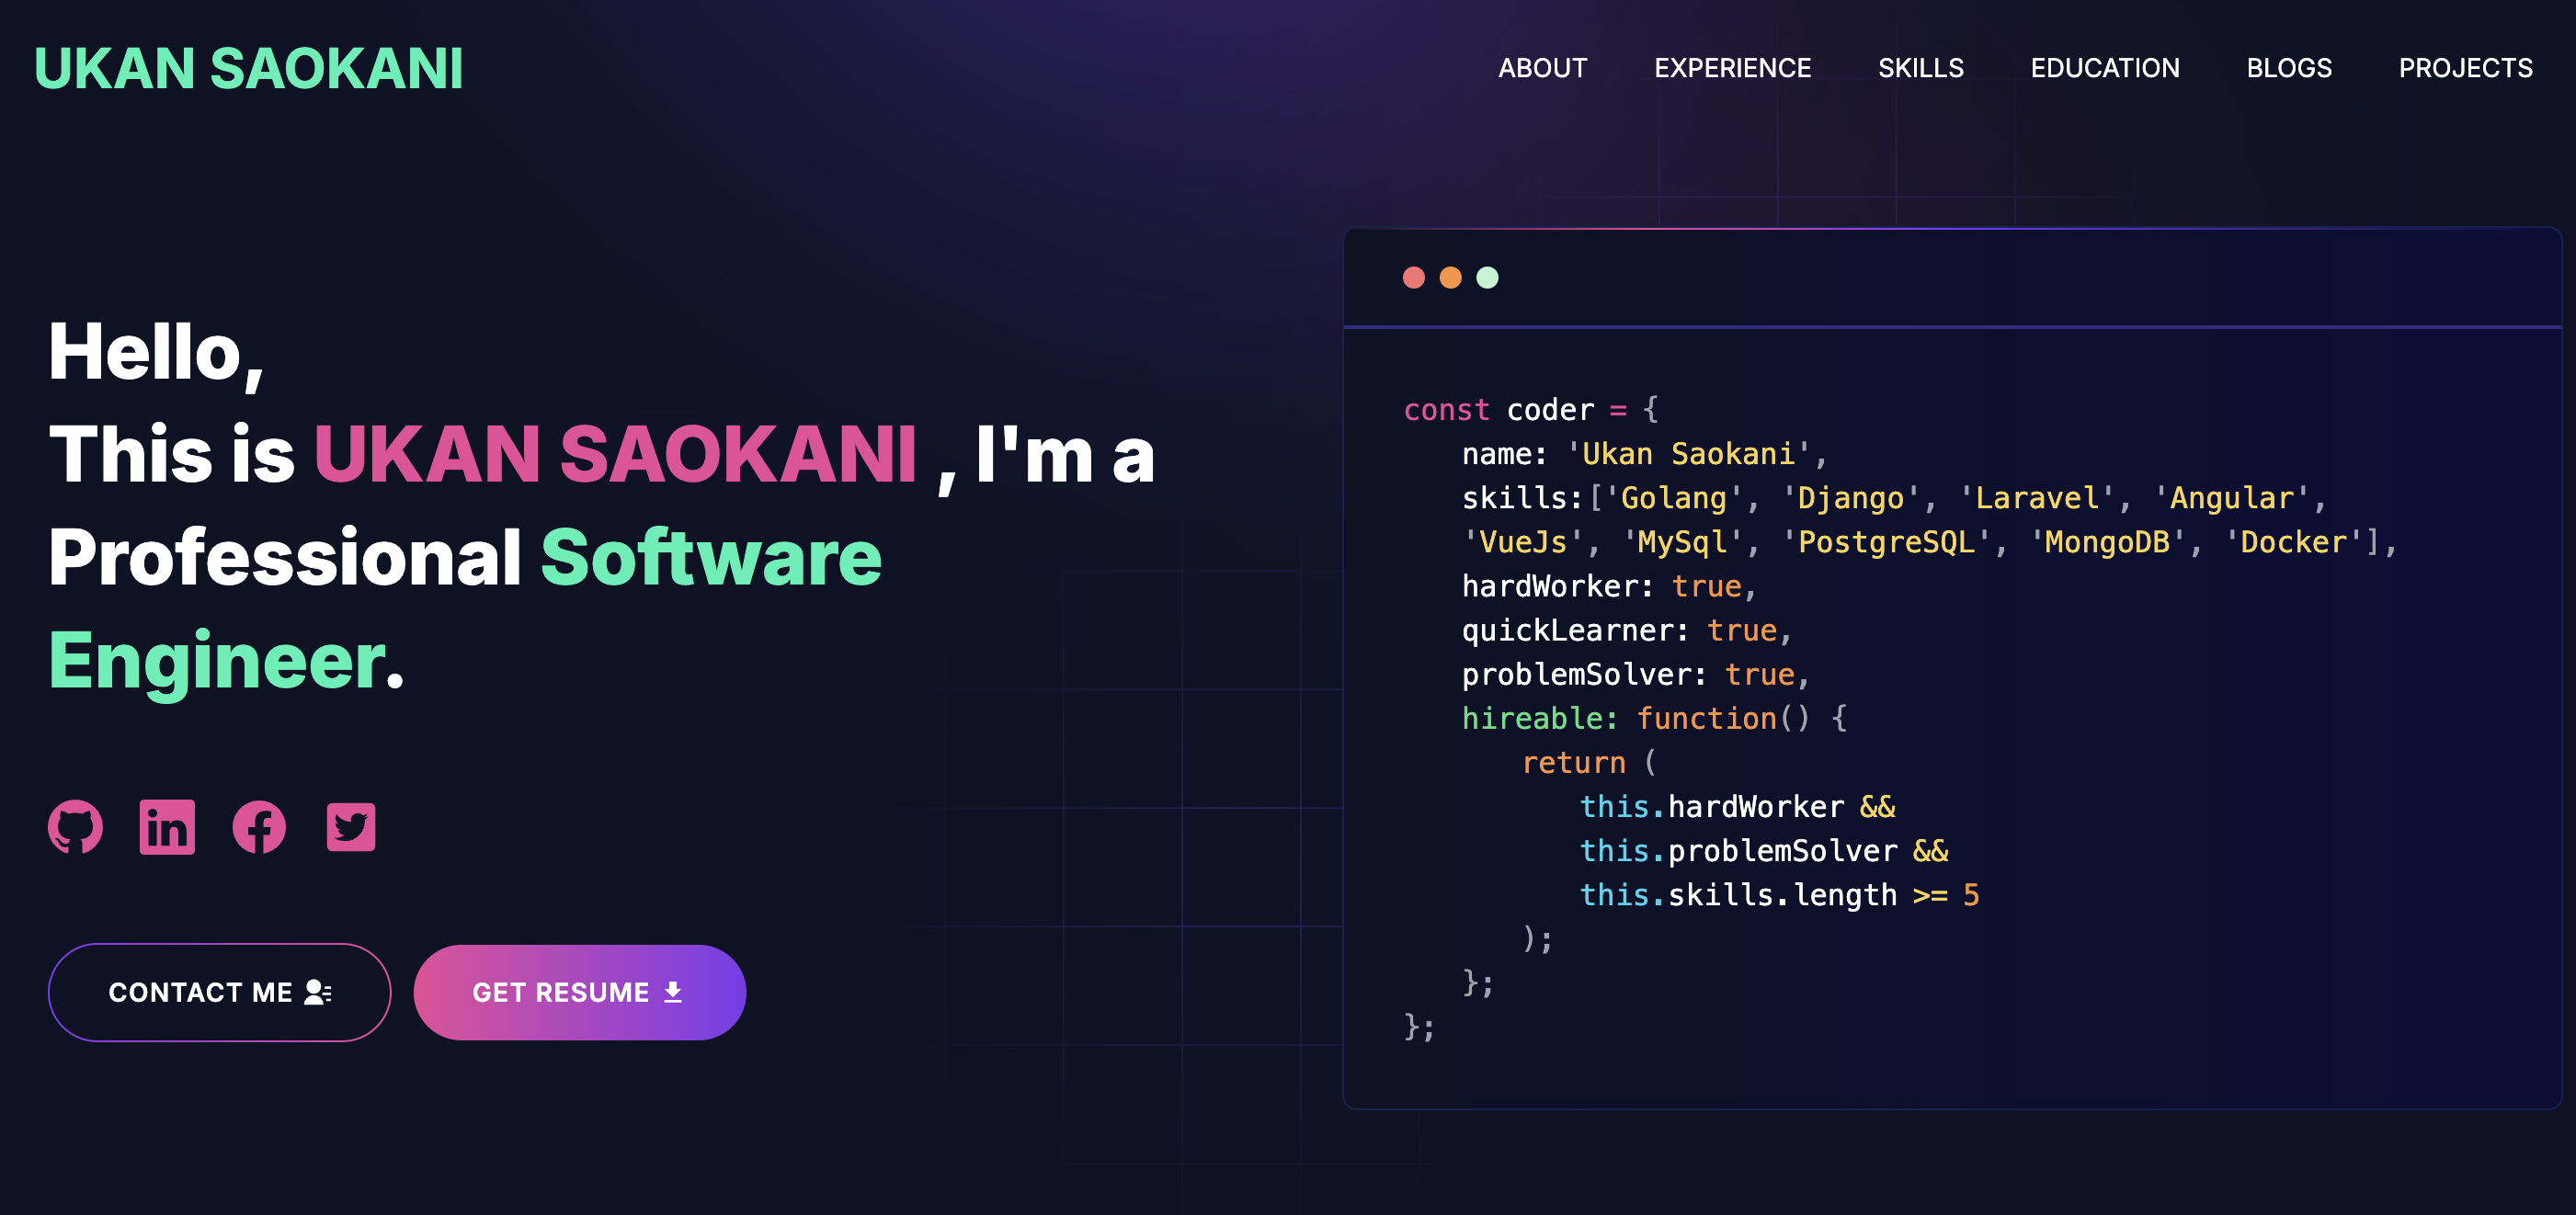 UKAN SAOKANI
ABOUT EXPERIENCE SKILLS EDUCATION BLOGS PROJECTS
Hello,
This is UKAN SAOKANI , I'm a
Professional Software
Engineer.
in
CONTACT ME
GET RESUME
const coder = {
name: 'Ukan Saokani',
skills:['Golang', 'Django', 'Laravel', 'Angular',
'VueJs', 'MySql', 'PostgreSQL', 'MongoDB', 'Docker'],
hardWorker: true,
quickLearner: true,
problemSolver: true,
hireable: function() {
return (
this.hardWorker &&
this.problemSolver &&
this.skills.length >= 5
);
};
};